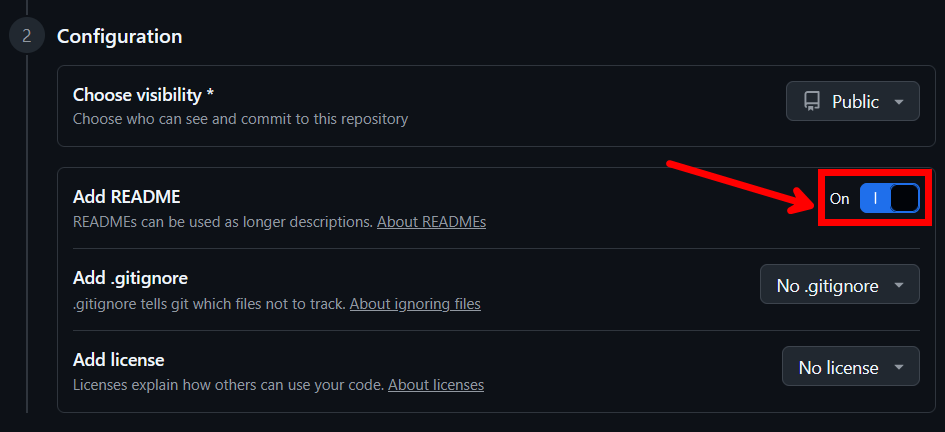 2
Configuration
Choose visibility *
Choose who can see and commit to this repository
Public
Add README
READMEs can be used as longer descriptions. About READMEs
On
Add .gitignore
.gitignore tells git which files not to track. About ignoring files
No .gitignore
Add license
Licenses explain how others can use your code. About licenses
No license